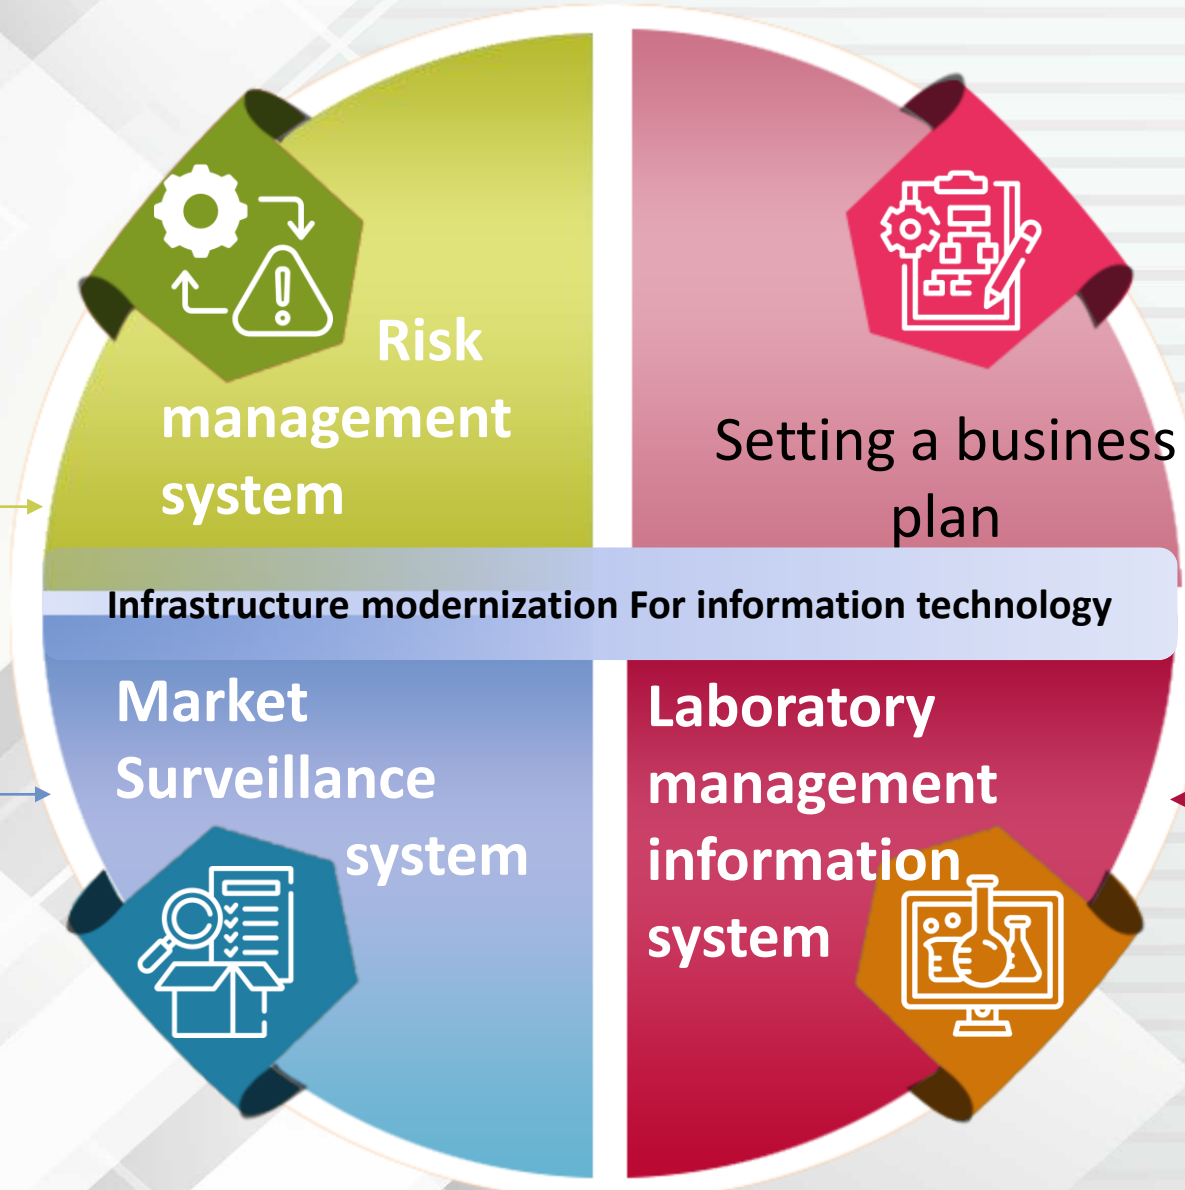 Risk
management
system
Setting a business
plan
Infrastructure modernization For information technology
Market
Surveillance
system
Laboratory
management
information
system